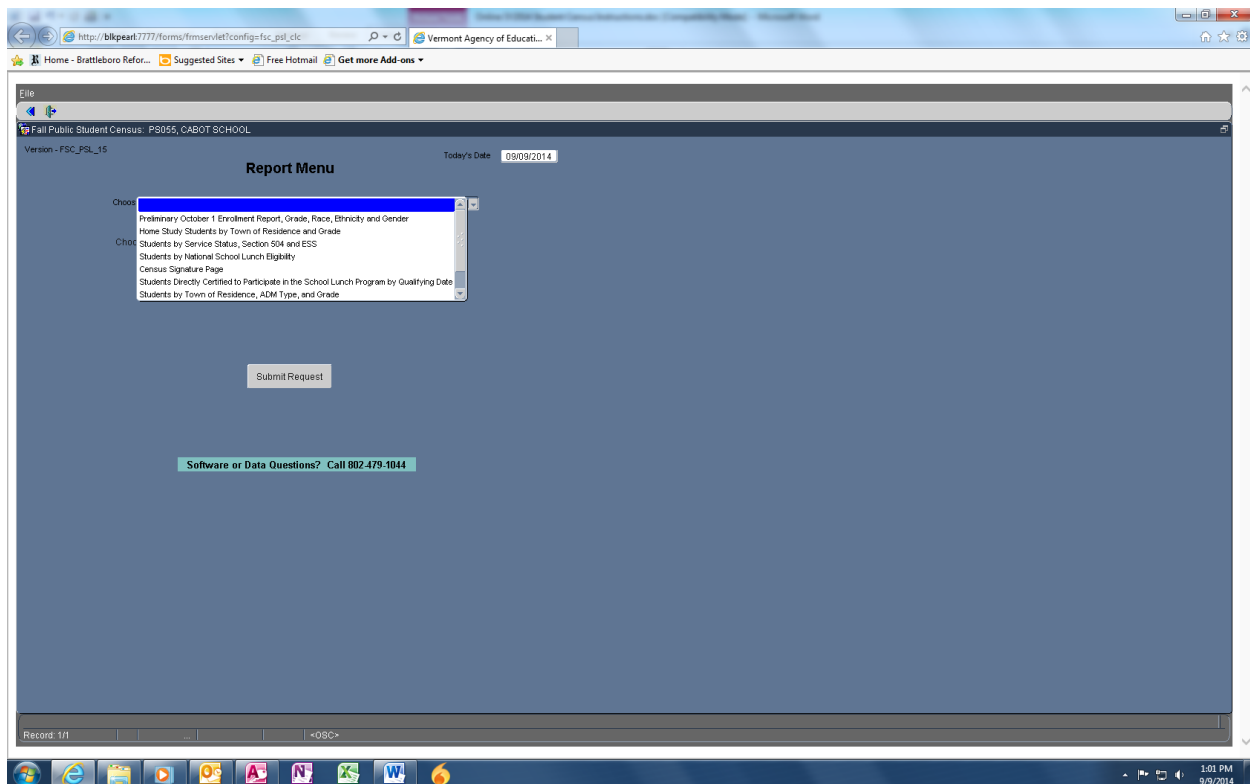 http://blkpearl:7777/forms/frmservlet?config=fsc_psl_clc
Vermont Agency of Educati...
Home - Brattleboro Refor...
Suggested Sites
Free Hotmail
Get more Add-ons
File
Fall Public Student Census: PS055, CABOT SCHOOL
Version - FSC_PSL_15
Today's Date 09/09/2014
Report Menu
Choos
Preliminary October 1 Enrollment Report, Grade, Race, Ethnicity and Gender
Home Study Students by Town of Residence and Grade
Choo
Students by Service Status, Section 504 and ESS
Students by National School Lunch Eligibility
Census Signature Page
Students Directly Certified to Participate in the School Lunch Program by Qualifying Date
Students by Town of Residence, ADM Type, and Grade
Submit Request
Software or Data Questions? Call 802-479-1044
Record: 1/1 ... <OSC>
1:01 PM
9/9/2014